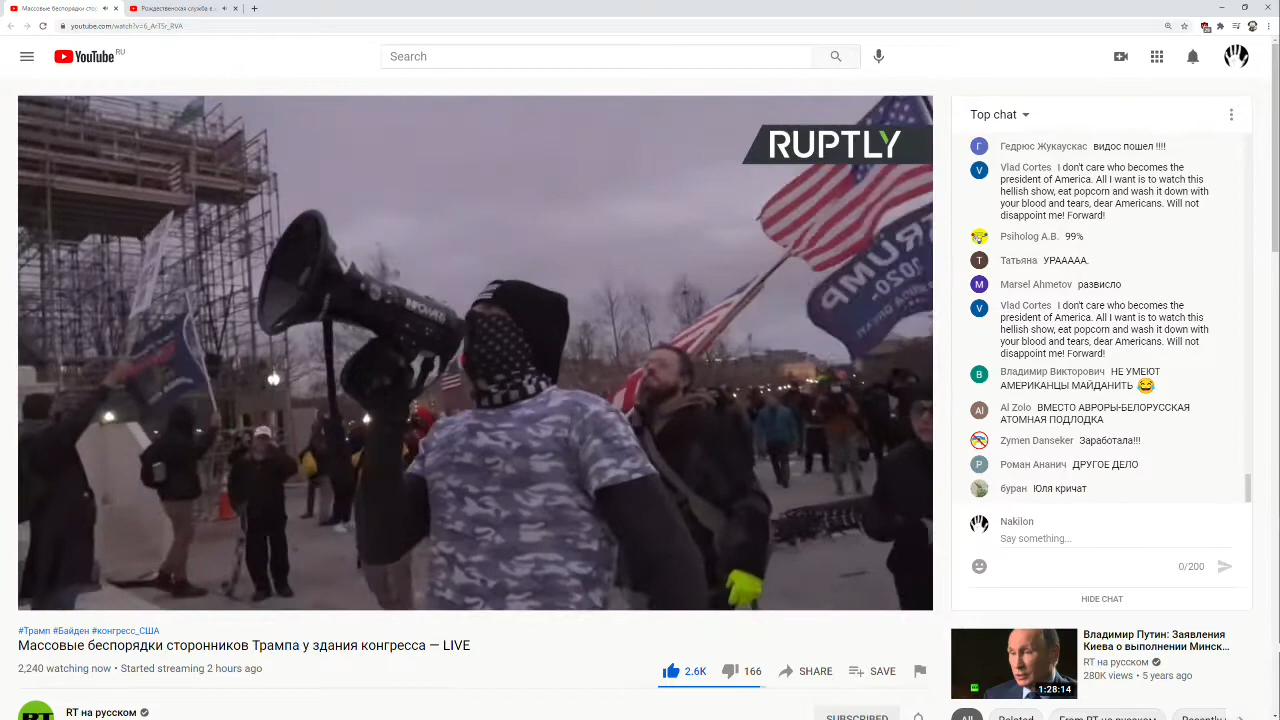 Массовые беспорядки стор
Рождественская служба в
youtube.com/watch?v=6_ArT5r_RVA
YouTube RU
Search
RUPTLY
TRUMP
2020
Top chat
Гедрюс Жукаускас видос пошел !!!!
Vlad Cortes I don't care who becomes the
president of America. All I want is to watch this
hellish show, eat popcorn and wash it down with
your blood and tears, dear Americans. Will not
disappoint me! Forward!
Psiholog A.B. 99%
Татьяна УРААААА.
Marsel Ahmetov развисло
Vlad Cortes I don't care who becomes the
president of America. All I want is to watch this
hellish show, eat popcorn and wash it down with
your blood and tears, dear Americans. Will not
disappoint me! Forward!
Владимир Викторович НЕ УМЕЮТ
АМЕРИКАНЦЫ МАЙДАНИТЬ 😂
Al Zolo ВМЕСТО АВРОРЫ-БЕЛОРУССКАЯ
АТОМНАЯ ПОДЛОДКА
Zymen Danseker Заработала!!!
Роман Ананич ДРУГОЕ ДЕЛО
буран Юля кричат
Nakilon
Say something...
0/200
HIDE CHAT
#Трамп #Байден #конгресс_США
Массовые беспорядки сторонников Трампа у здания конгресса — LIVE
2,240 watching now • Started streaming 2 hours ago
2.6K 166 SHARE SAVE
RT на русском
SUBSCRIBED
Владимир Путин: Заявления
Киева о выполнении Минск...
RT на русском
280K views • 5 years ago
1:28:14
All Related From RT на русском Recently